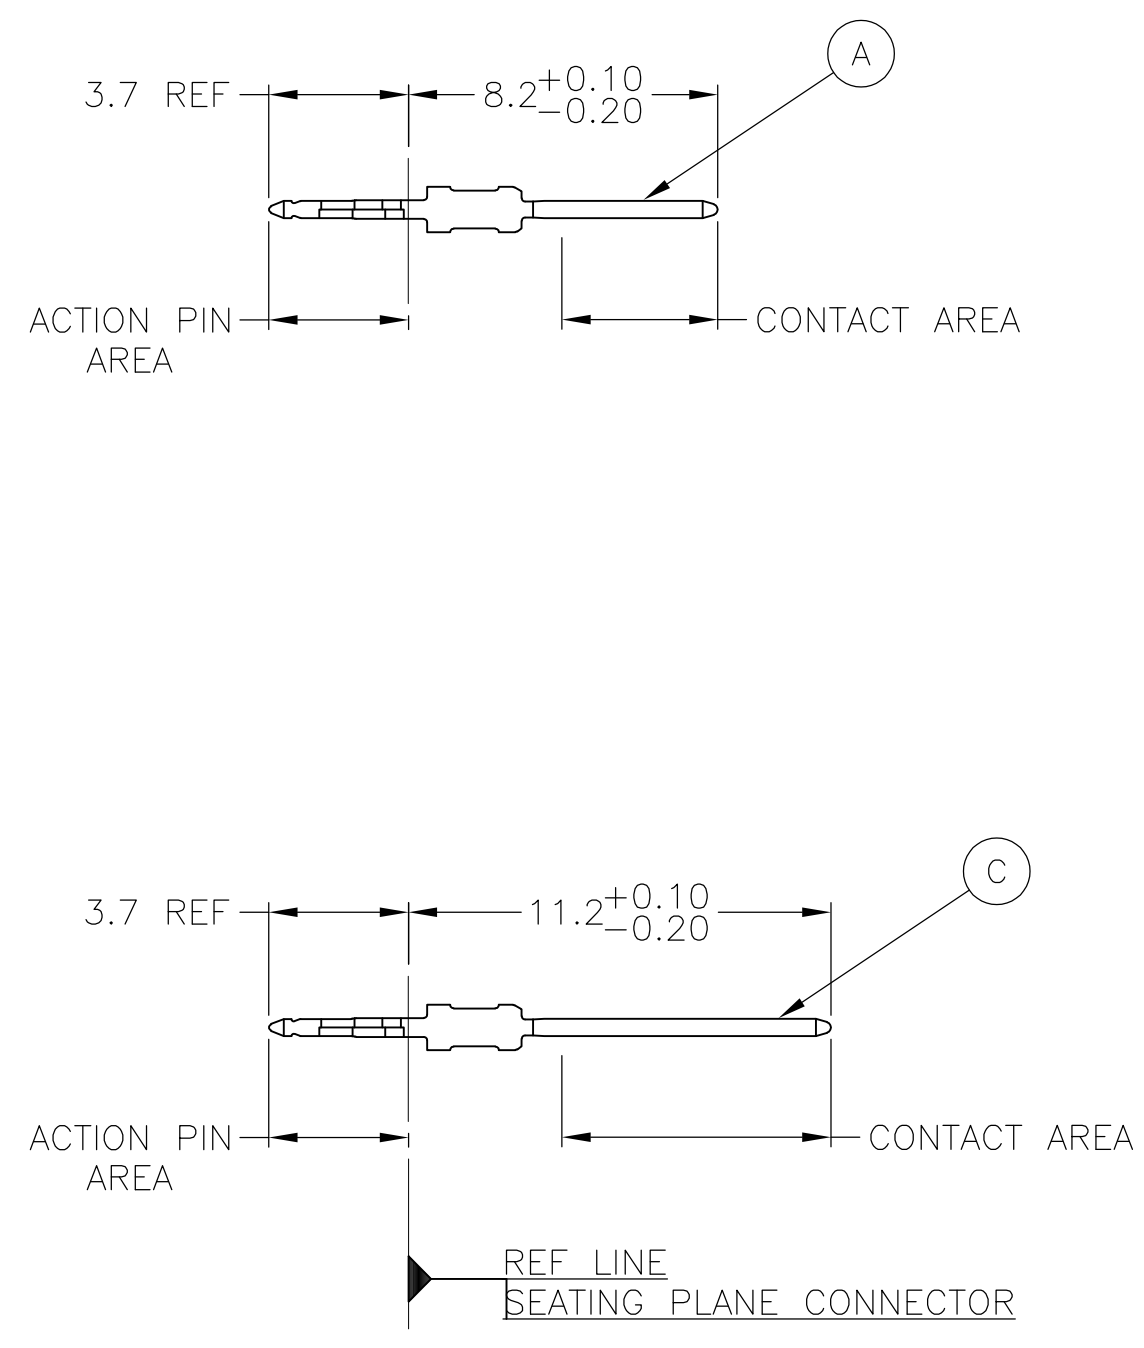 A
3.7 REF
8.2 +0.10
-0.20
ACTION PIN
AREA
CONTACT AREA
C
3.7 REF
11.2 +0.10
-0.20
ACTION PIN
AREA
CONTACT AREA
REF LINE
SEATING PLANE CONNECTOR